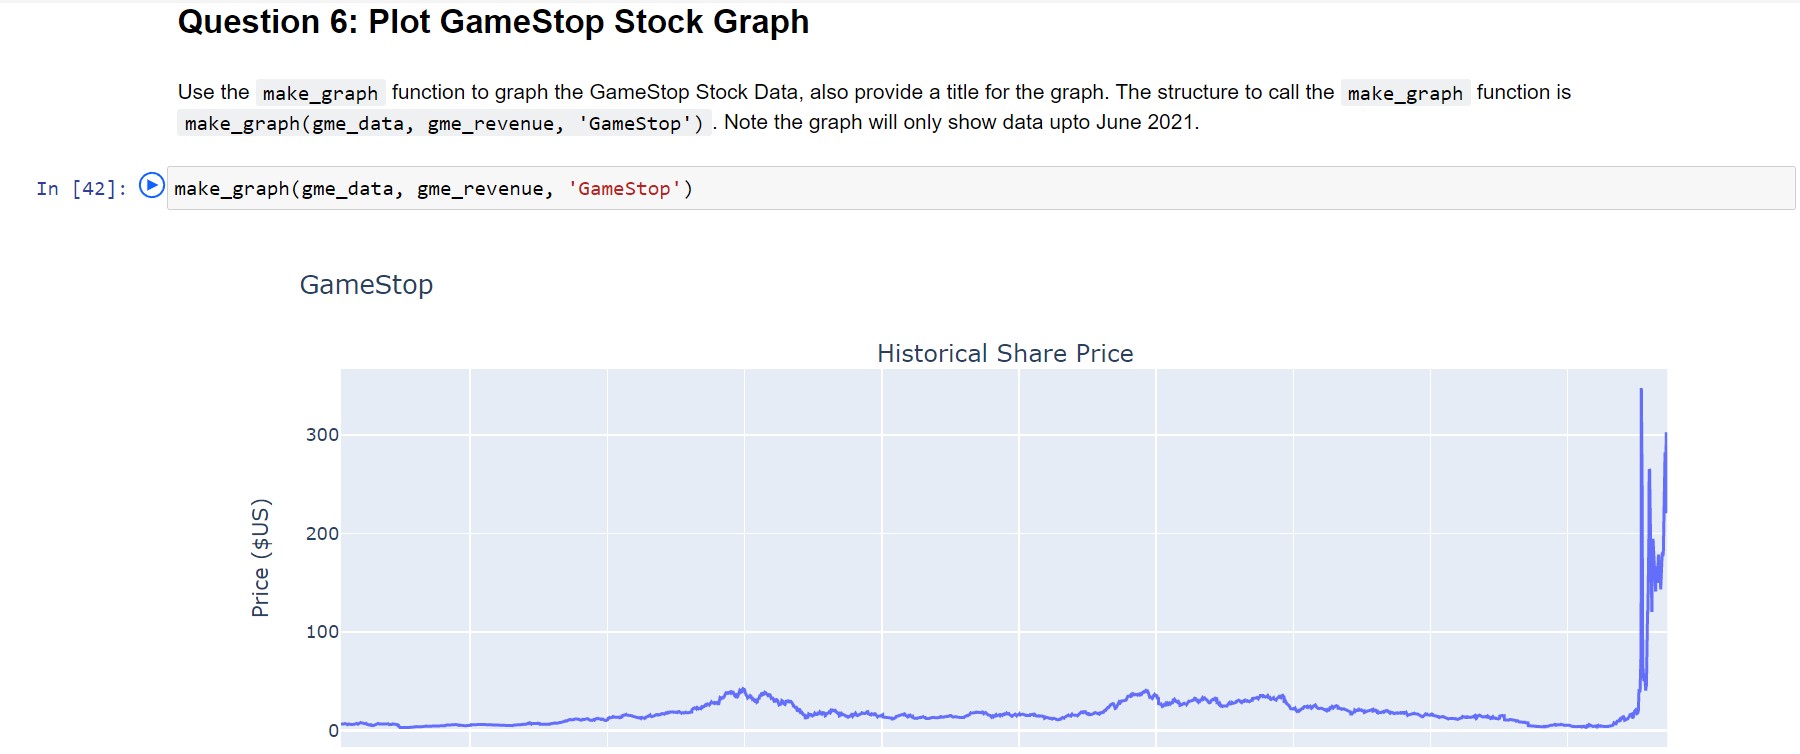 Question 6: Plot GameStop Stock Graph
Use the make_graph function to graph the GameStop Stock Data, also provide a title for the graph. The structure to call the make_graph function is
make_graph(gme_data, gme_revenue, 'GameStop') . Note the graph will only show data upto June 2021.
In [42]: make_graph(gme_data, gme_revenue, 'GameStop')
GameStop
Historical Share Price
300
200
100
0
Price ($US)